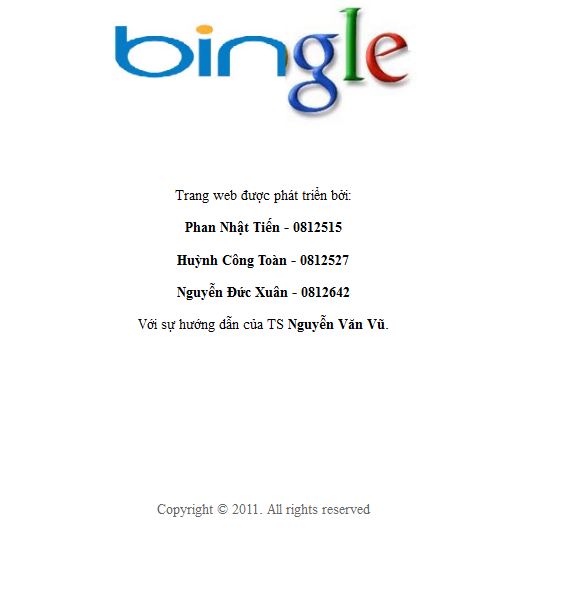 bingle
Trang web được phát triển bởi:
Phan Nhật Tiến - 0812515
Huỳnh Công Toàn - 0812527
Nguyễn Đức Xuân - 0812642
Với sự hướng dẫn của TS Nguyễn Văn Vũ.
Copyright © 2011. All rights reserved